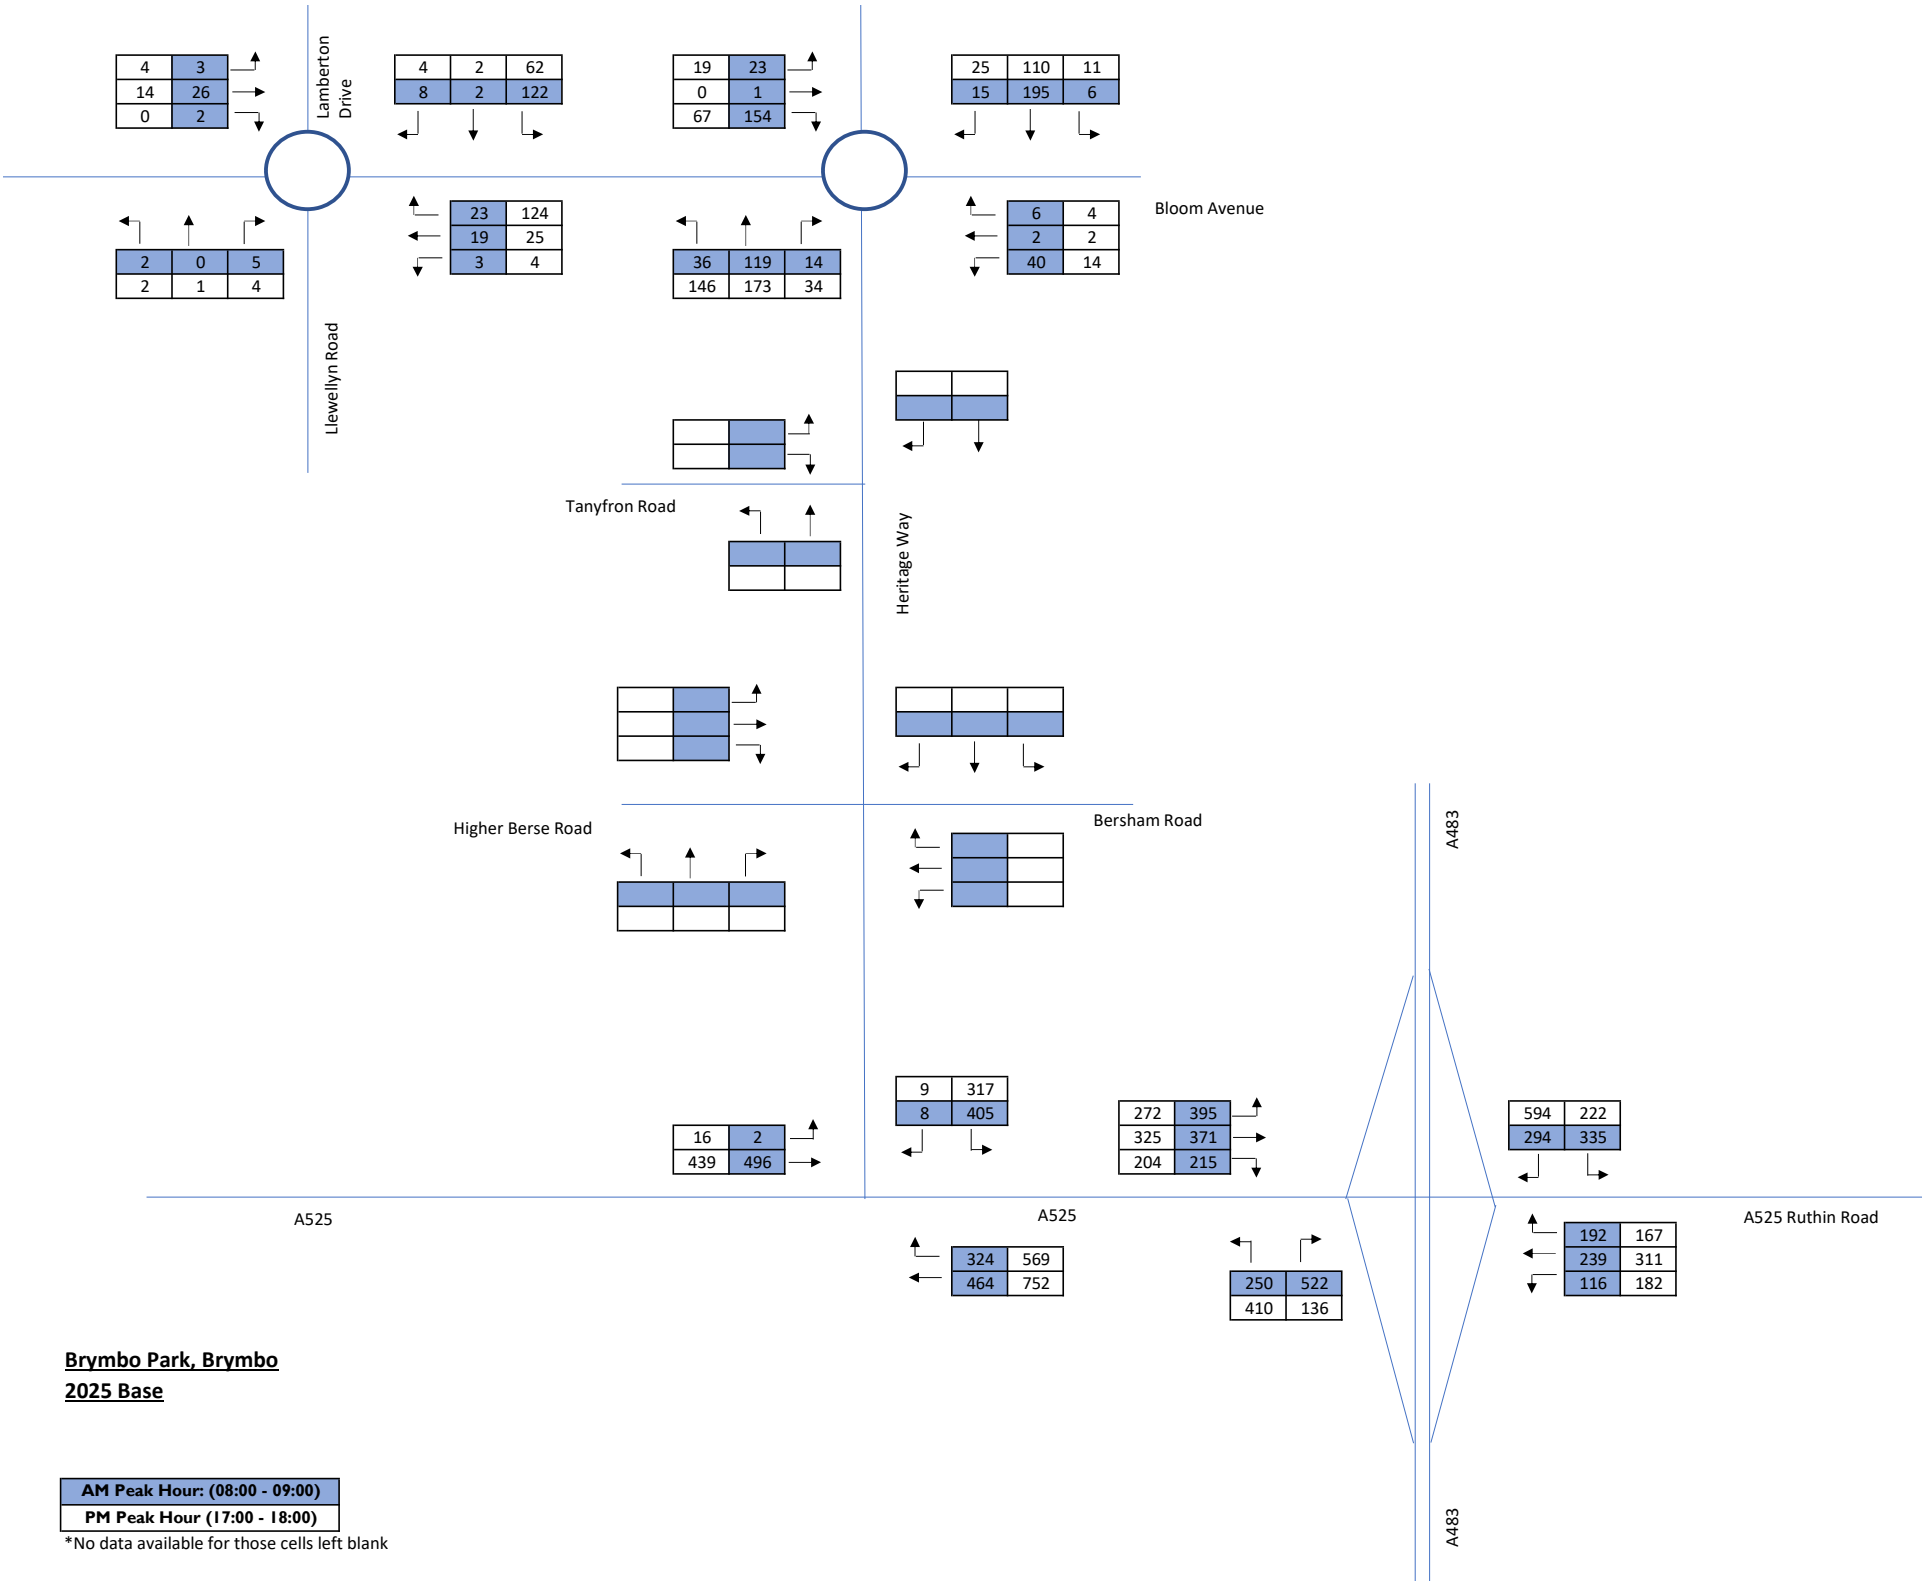 Lamberton
Drive
4 3
14 26
0 2
4 2 62
8 2 122
19 23
0 1
67 154
25 110 11
15 195 6
2 0 5
2 1 4
23 124
19 25
3 4
36 119 14
146 173 34
6 4
2 2
40 14
Bloom Avenue
Llewellyn Road
Tanyfron Road
Heritage Way
Higher Berse Road
Bersham Road
A483
16 2
439 496
9 317
8 405
272 395
325 371
204 215
594 222
294 335
A525
A525
A525 Ruthin Road
324 569
464 752
250 522
410 136
192 167
239 311
116 182
Brymbo Park, Brymbo
2025 Base
AM Peak Hour: (08:00 - 09:00)
PM Peak Hour (17:00 - 18:00)
*No data available for those cells left blank
A483